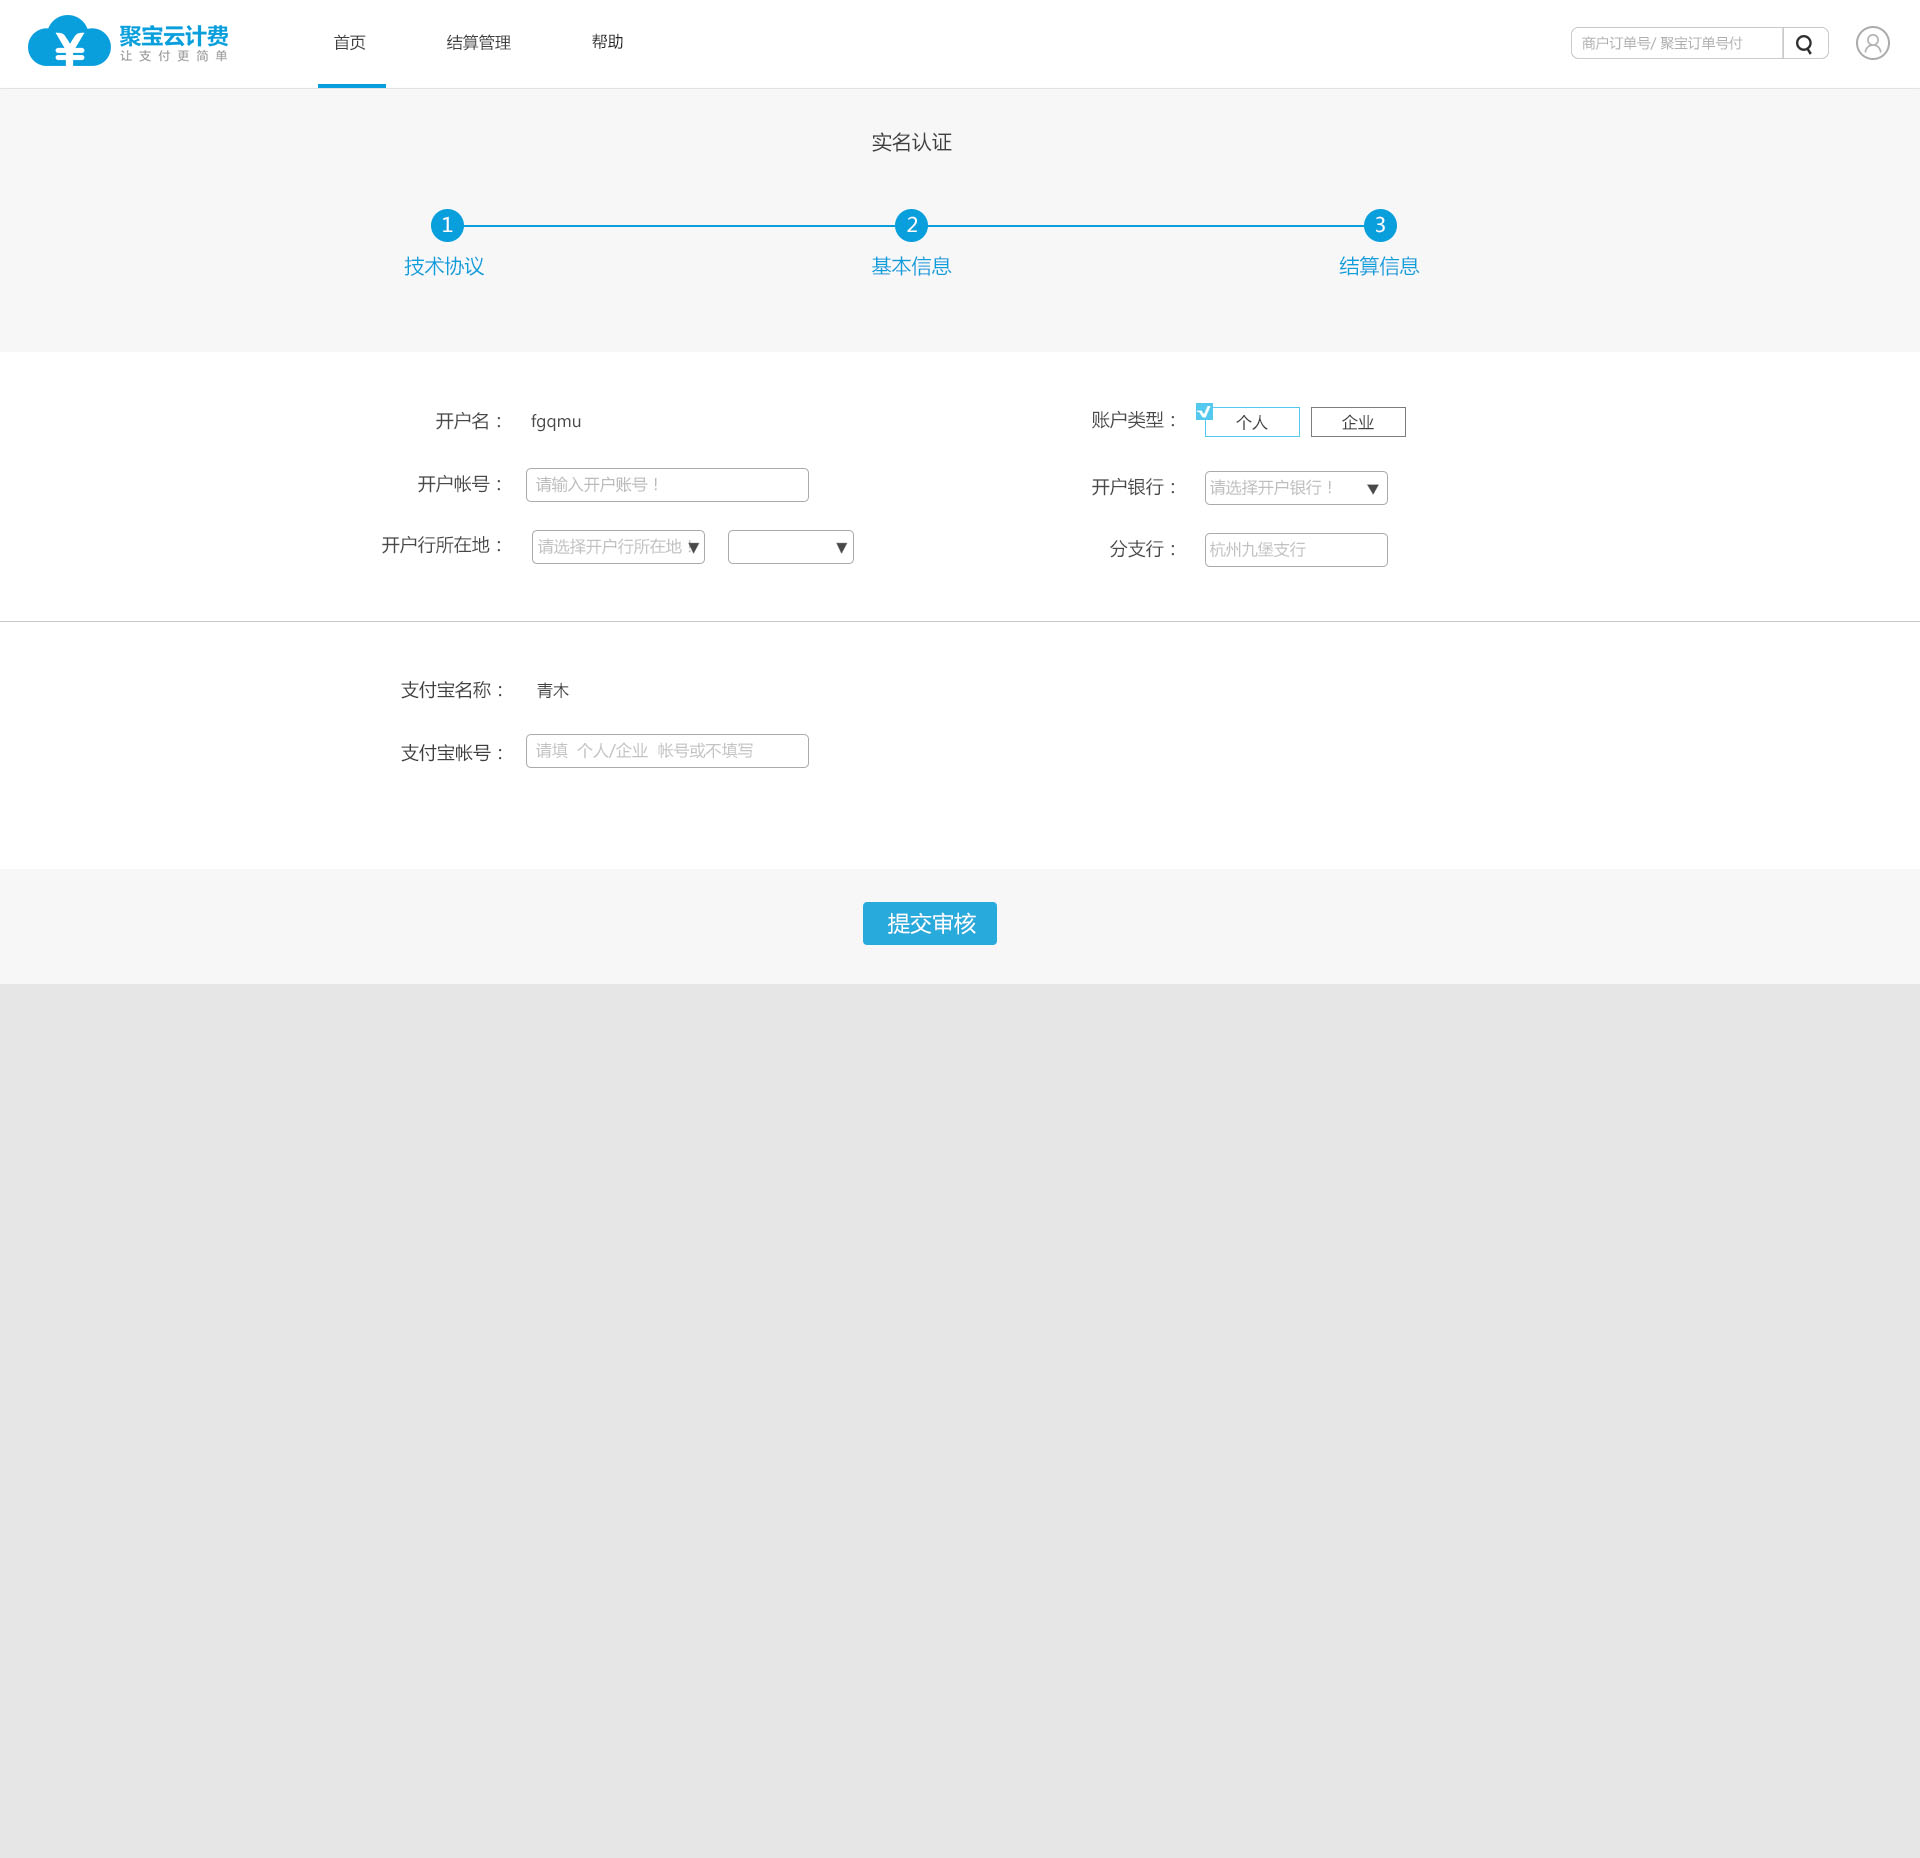 聚宝云计费
让支付更简单
首页
结算管理
帮助
商户订单号/ 聚宝订单号付
实名认证
1
2
3
技术协议
基本信息
结算信息
开户名：
fgqmu
账户类型：
个人
企业
开户帐号：
请输入开户账号！
开户银行：
请选择开户银行！
开户行所在地：
请选择开户行所在地！
分支行：
杭州九堡支行
支付宝名称：
青木
支付宝帐号：
请填 个人/企业 帐号或不填写
提交审核